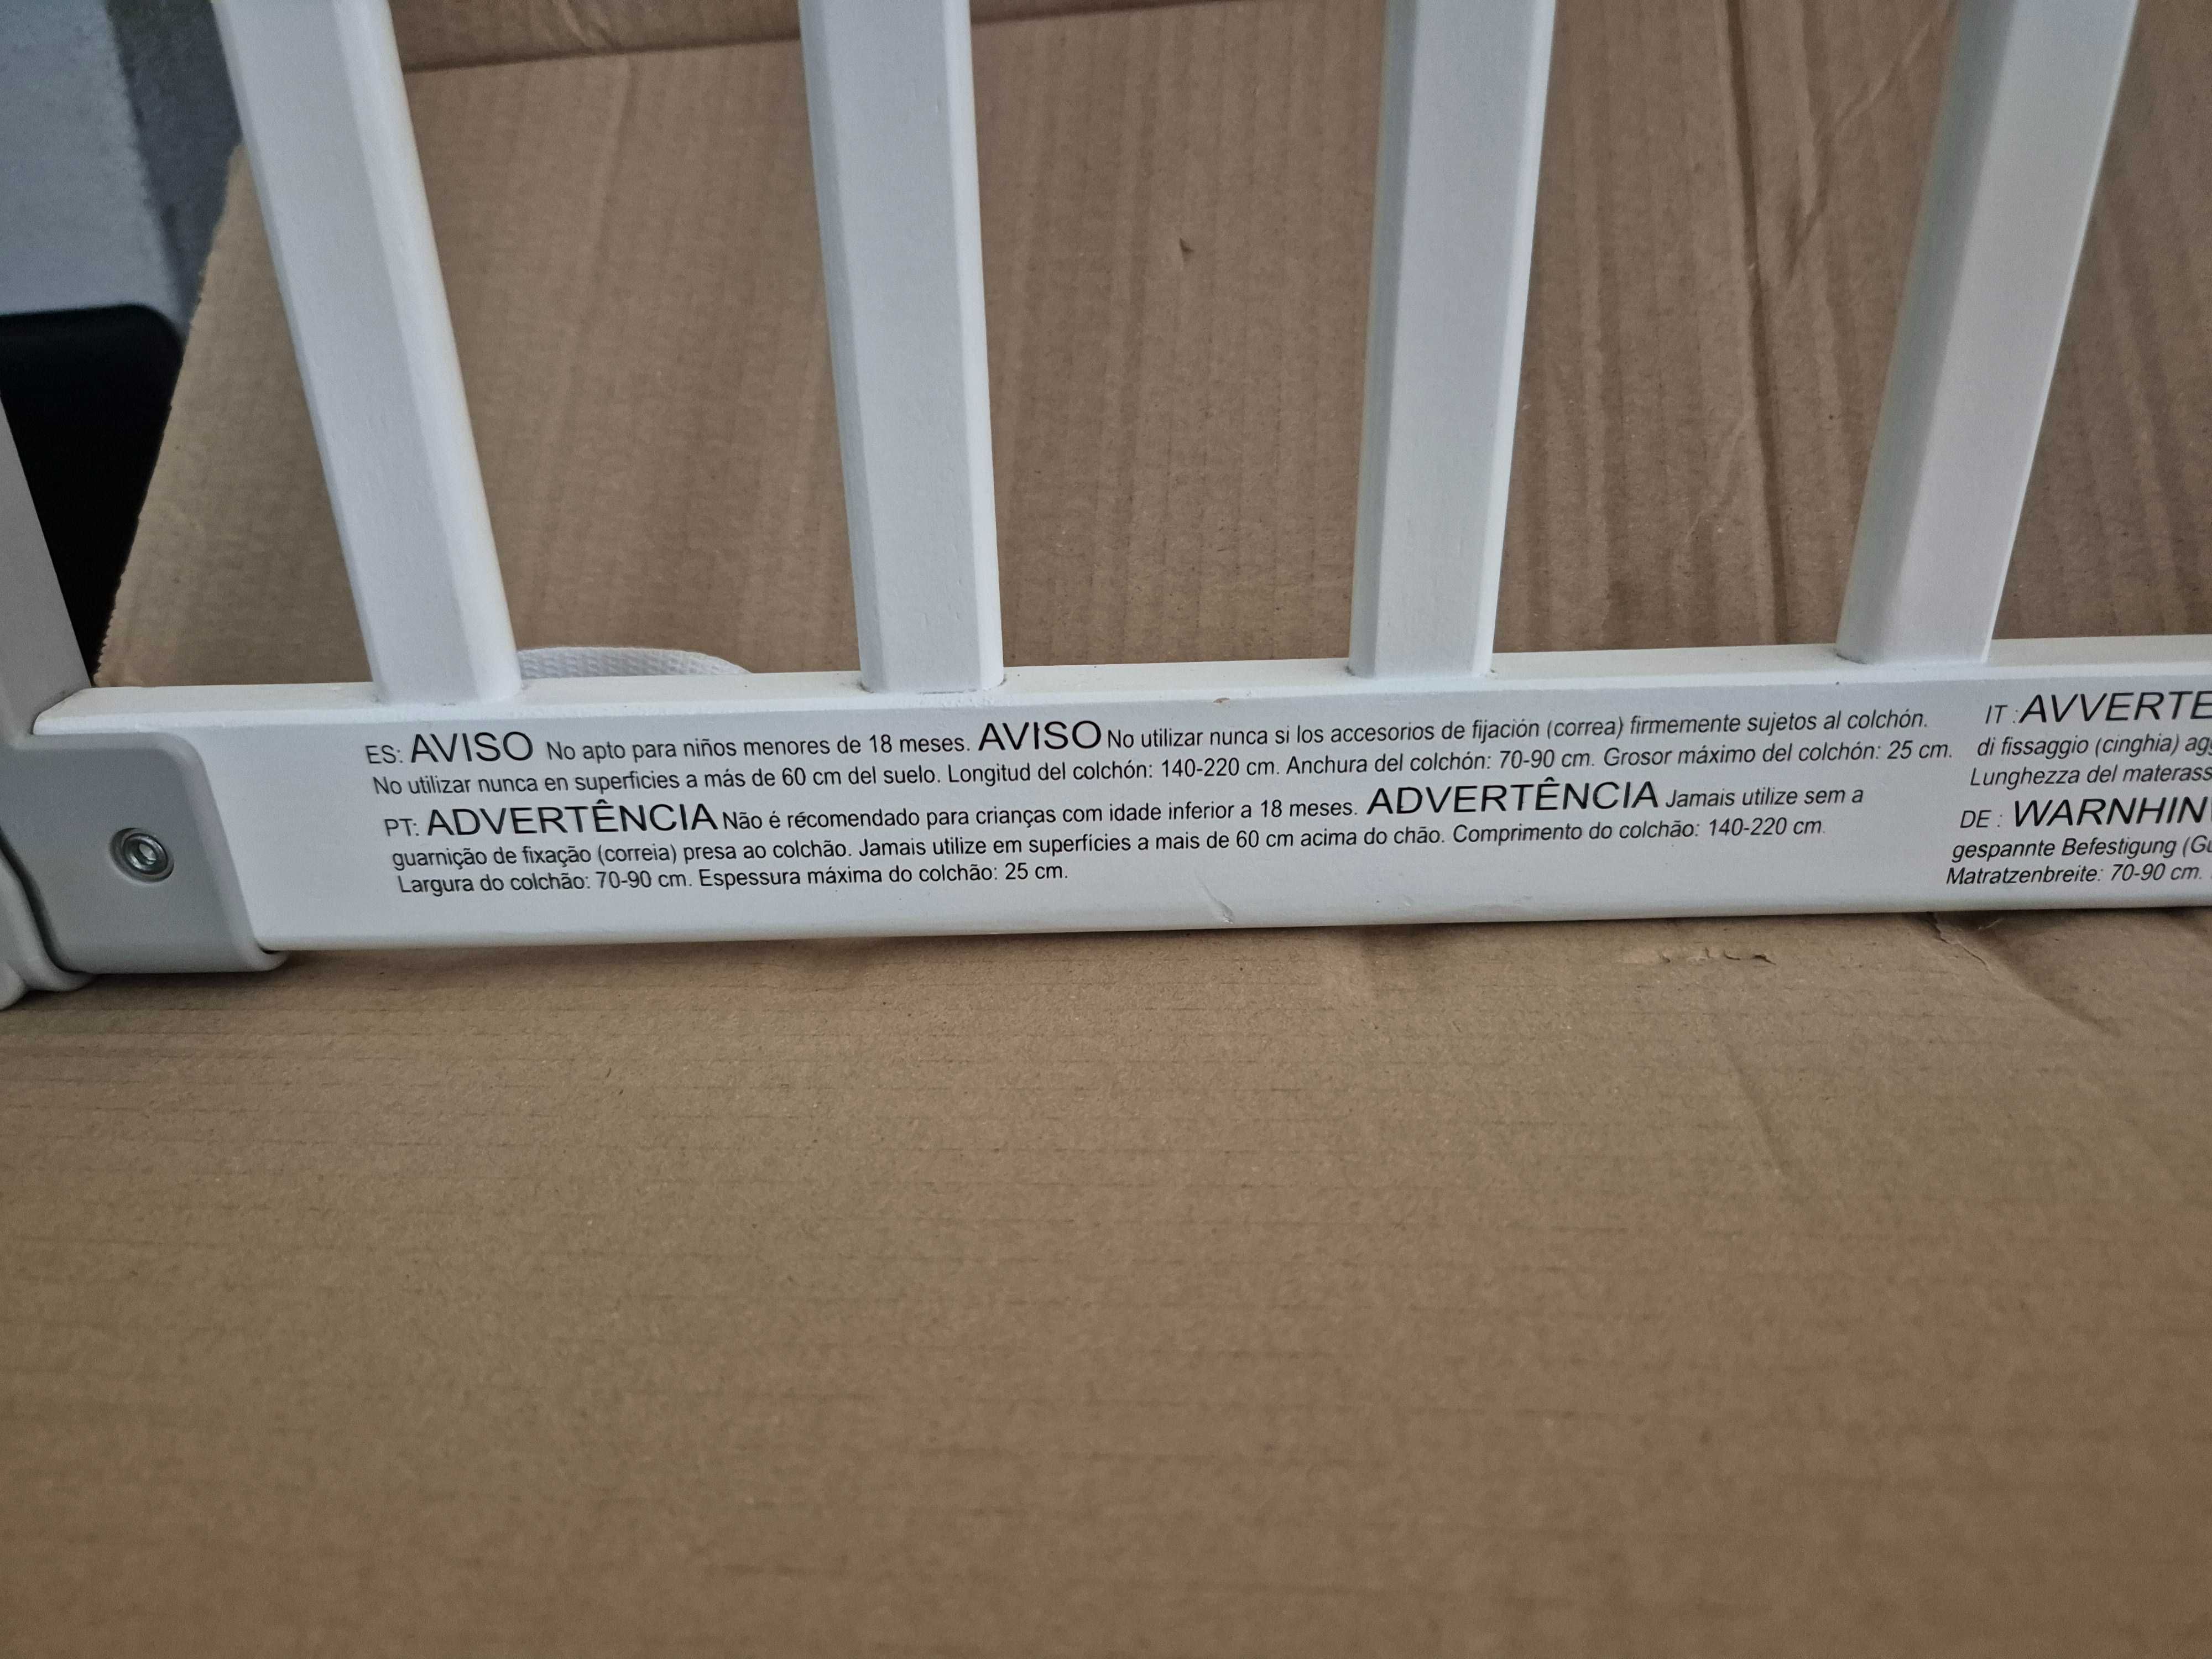 ES: AVISO No apto para niños menores de 18 meses. AVISO No utilizar nunca si los accesorios de fijación (correa) firmemente sujetos al colchón.
No utilizar nunca en superficies a más de 60 cm del suelo. Longitud del colchón: 140-220 cm. Anchura del colchón: 70-90 cm. Grosor máximo del colchón: 25 cm.
PT: ADVERTÊNCIA Não é récomendado para crianças com idade inferior a 18 meses. ADVERTÊNCIA Jamais utilize sem a
guarnição de fixação (correia) presa ao colchão. Jamais utilize em superfícies a mais de 60 cm acima do chão. Comprimento do colchão: 140-220 cm.
Largura do colchão: 70-90 cm. Espessura máxima do colchão: 25 cm.
IT : AVVERTE
di fissaggio (cinghia) agg
Lunghezza del materass
DE : WARNHIN
gespannte Befestigung (Gu
Matratzenbreite: 70-90 cm.